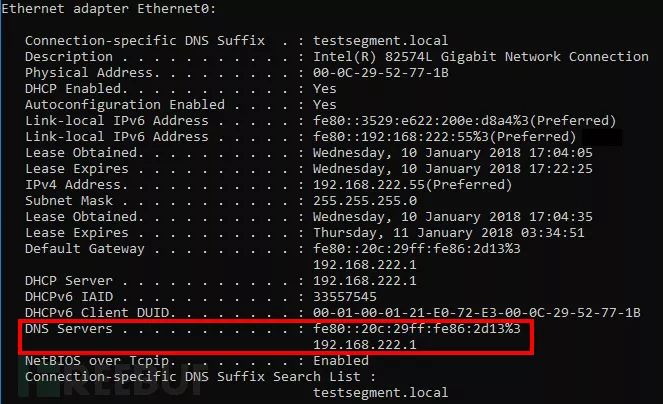 Ethernet adapter Ethernet0:
Connection-specific DNS Suffix  . : testsegment.local
Description . . . . . . . . . . . : Intel(R) 82574L Gigabit Network Connection
Physical Address. . . . . . . . . : 00-0C-29-52-77-1B
DHCP Enabled. . . . . . . . . . . : Yes
Autoconfiguration Enabled . . . . : Yes
Link-local IPv6 Address . . . . . : fe80::3529:e622:200e:d8a4%3(Preferred)
Link-local IPv6 Address . . . . . : fe80::192:168:222:55%3(Preferred)
Lease Obtained. . . . . . . . . . : Wednesday, 10 January 2018 17:04:05
Lease Expires . . . . . . . . . . : Wednesday, 10 January 2018 17:22:25
IPv4 Address. . . . . . . . . . . : 192.168.222.55(Preferred)
Subnet Mask . . . . . . . . . . . : 255.255.255.0
Lease Obtained. . . . . . . . . . : Wednesday, 10 January 2018 17:04:35
Lease Expires . . . . . . . . . . : Thursday, 11 January 2018 03:34:51
Default Gateway . . . . . . . . . : fe80::20c:29ff:fe86:2d13%3
192.168.222.1
DHCP Server . . . . . . . . . . . : 192.168.222.1
DHCPv6 IAID . . . . . . . . . . . : 33557545
DHCPv6 Client DUID. . . . . . . . : 00-01-00-01-21-E0-72-E3-00-0C-29-52-77-1B
DNS Servers . . . . . . . . . . . : fe80::20c:29ff:fe86:2d13%3
192.168.222.1
NetBIOS over Tcpip. . . . . . . . : Enabled
Connection-specific DNS Suffix Search List :
testsegment.local